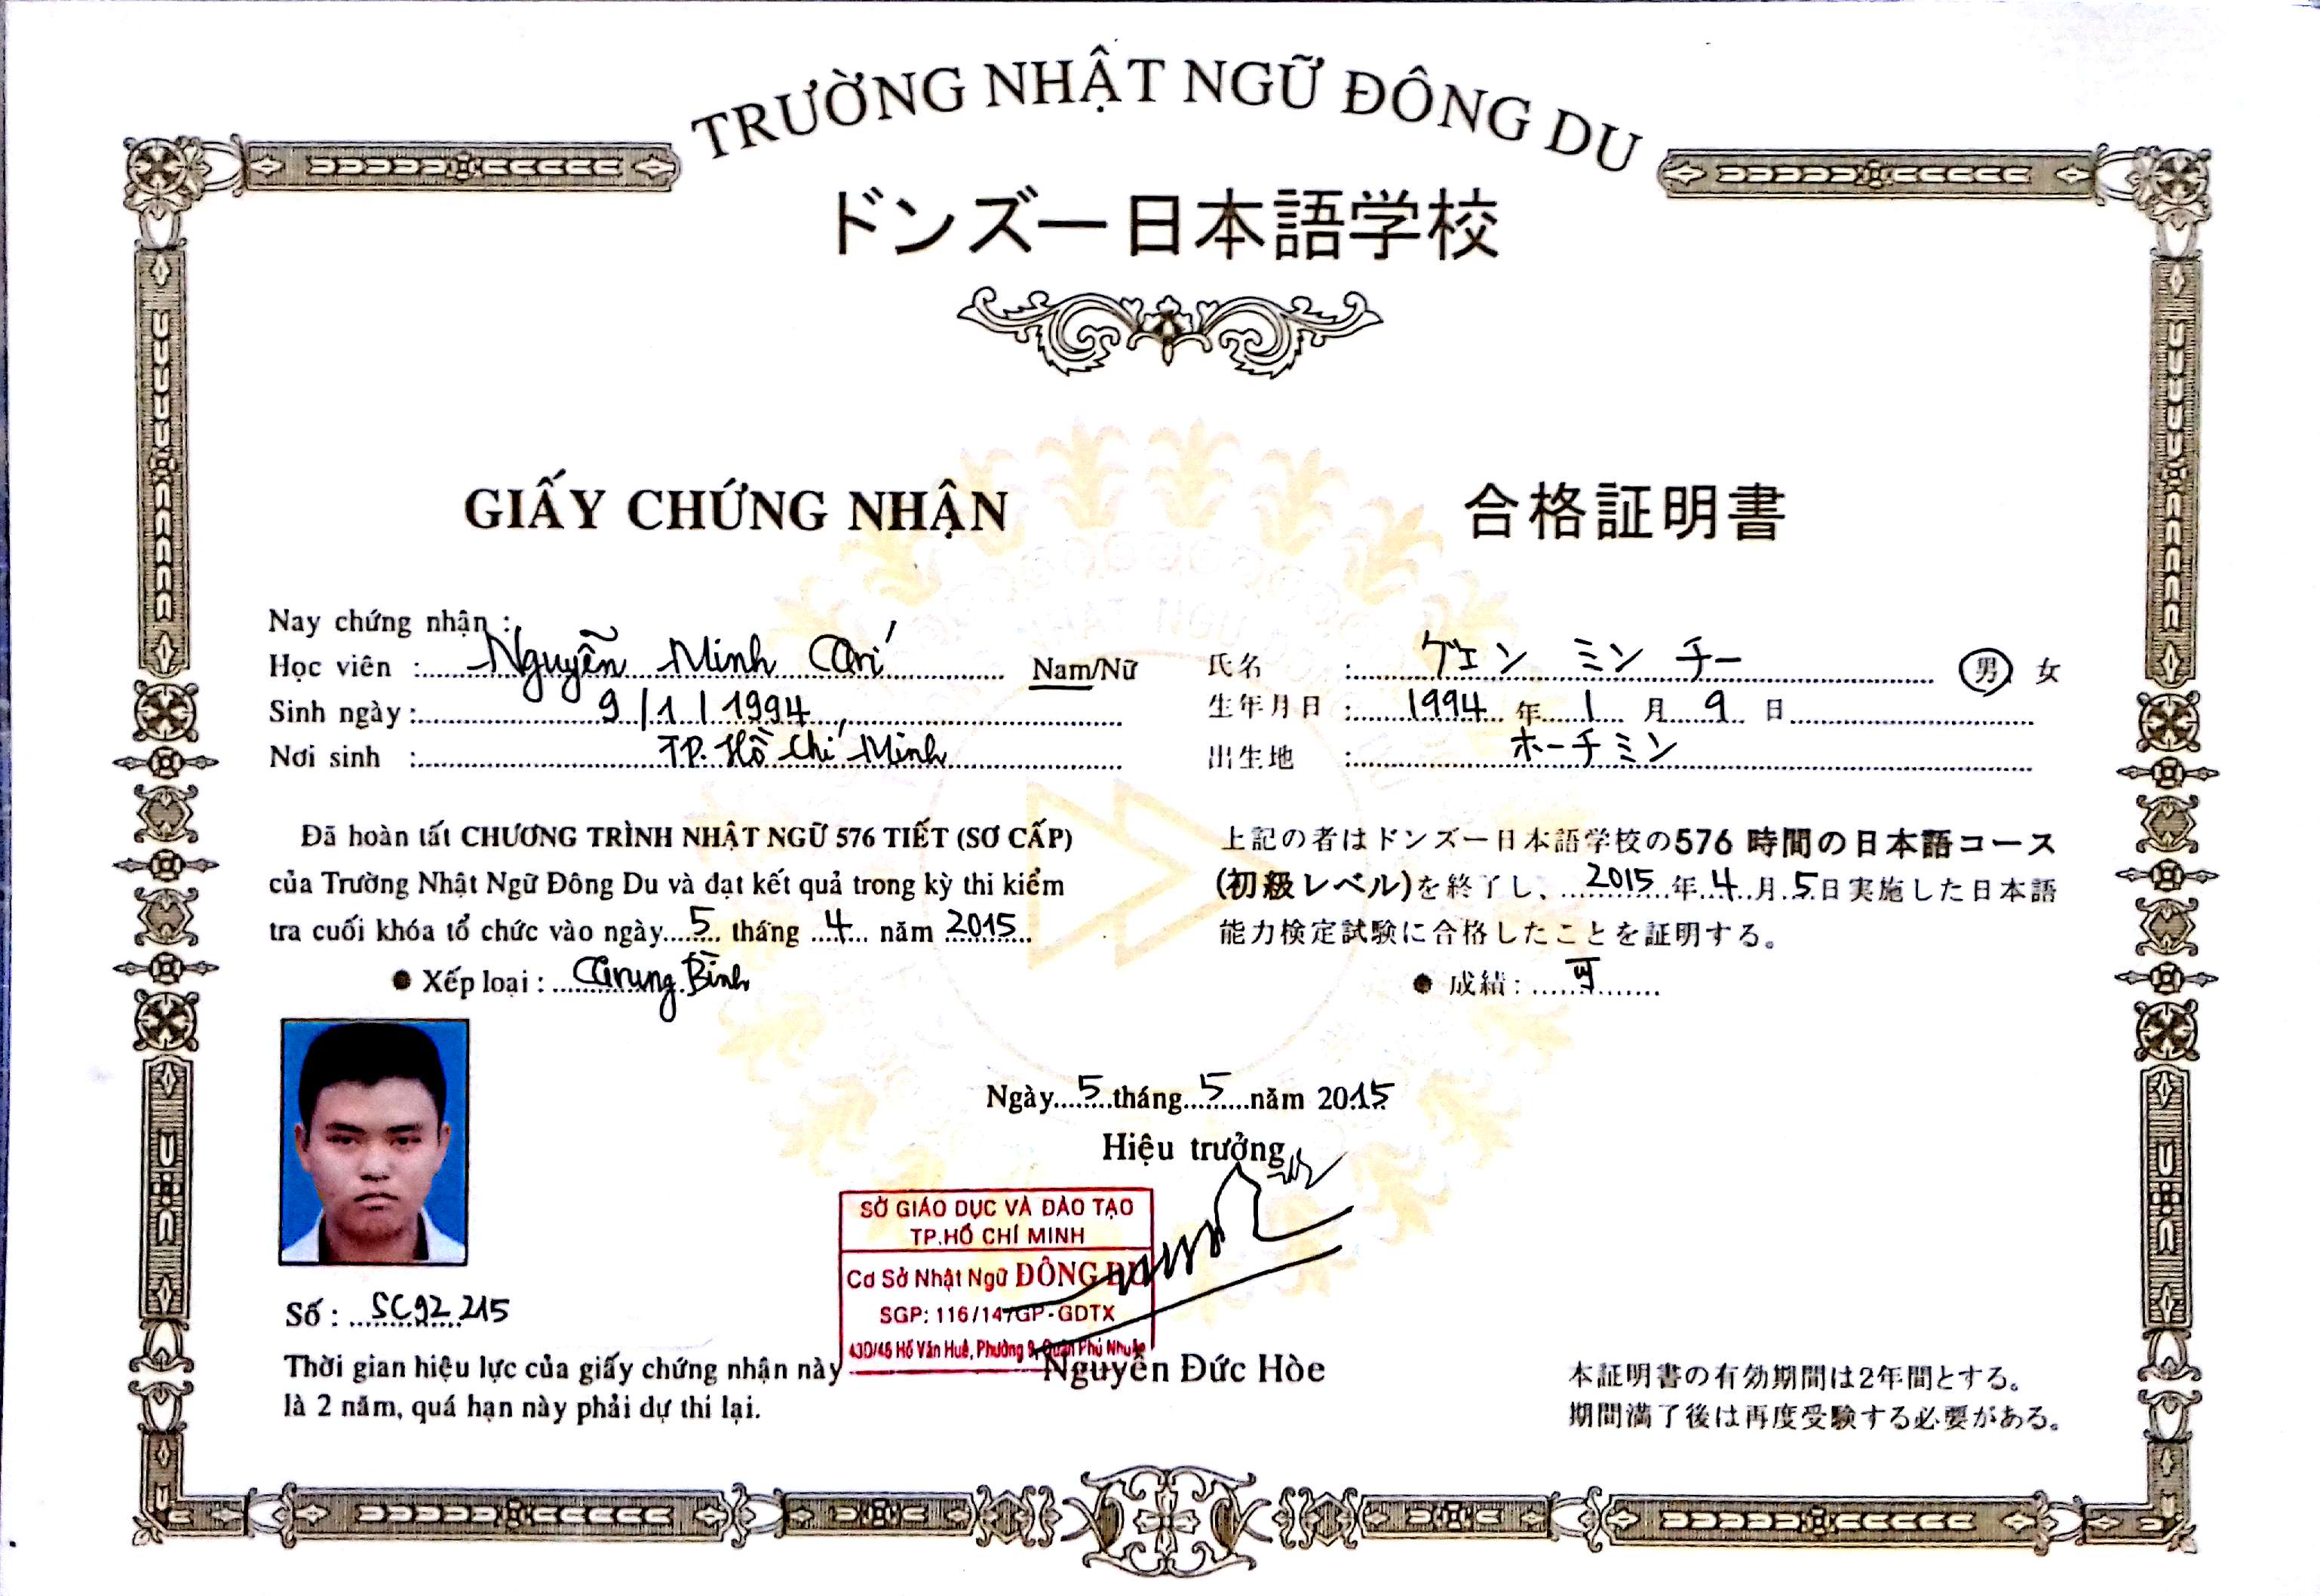 TRƯỜNG NHẬT NGỮ ĐÔNG DU
ドンズー日本語学校
GIẤY CHỨNG NHẬN
Nay chứng nhận :
Học viên : Nguyễn Minh Chí Nam/Nữ
Sinh ngày : 9/1/1994
Nơi sinh : TP. Hồ Chí Minh
Đã hoàn tất CHƯƠNG TRÌNH NHẬT NGỮ 576 TIẾT (SƠ CẤP)
của Trường Nhật Ngữ Đông Du và đạt kết quả trong kỳ thi kiểm
tra cuối khóa tổ chức vào ngày 5 tháng 4 năm 2015
● Xếp loại : Trung Bình
合格証明書
氏名 : グエン ミン チー 男 女
生年月日 : 1994 年 1 月 9 日
出生地 : ホーチミン
上記の者はドンズー日本語学校の576 時間の日本語コース
(初級レベル)を終了し、2015年4月5日実施した日本語
能力検定試験に合格したことを証明する。
● 成績 : 可
Ngày 5 tháng 5 năm 2015
Hiệu trưởng
SỞ GIÁO DỤC VÀ ĐÀO TẠO
TP.HỒ CHÍ MINH
Cơ Sở Nhật Ngữ ĐÔNG DU
SGP: 116/147GP-GDTX
430/46 Hồ Văn Huê, Phường 9, Quận Phú Nhuận
Nguyễn Đức Hòe
Số : SC92 215
Thời gian hiệu lực của giấy chứng nhận này
là 2 năm, quá hạn này phải dự thi lại.
本証明書の有効期間は2年間とする。
期間満了後は再度受験する必要がある。